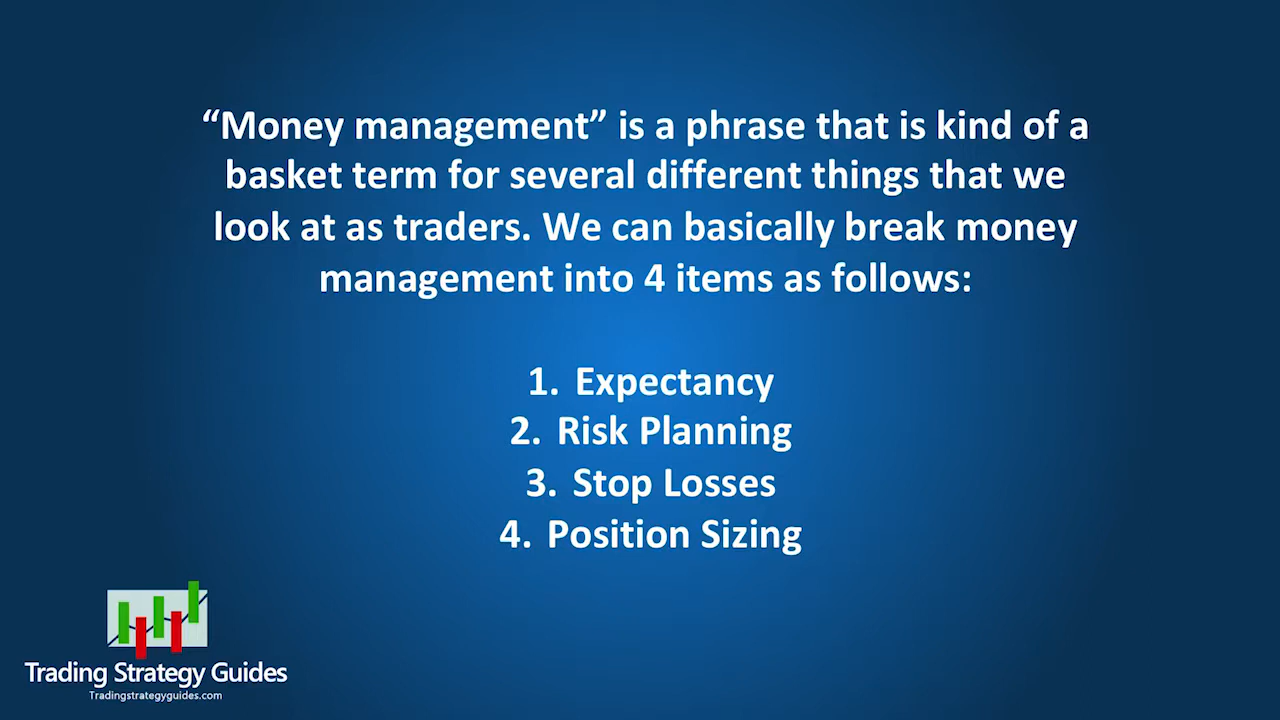 “Money management” is a phrase that is kind of a
basket term for several different things that we
look at as traders. We can basically break money
management into 4 items as follows:
1. Expectancy
2. Risk Planning
3. Stop Losses
4. Position Sizing
Trading Strategy Guides
Tradingstrategyguides.com